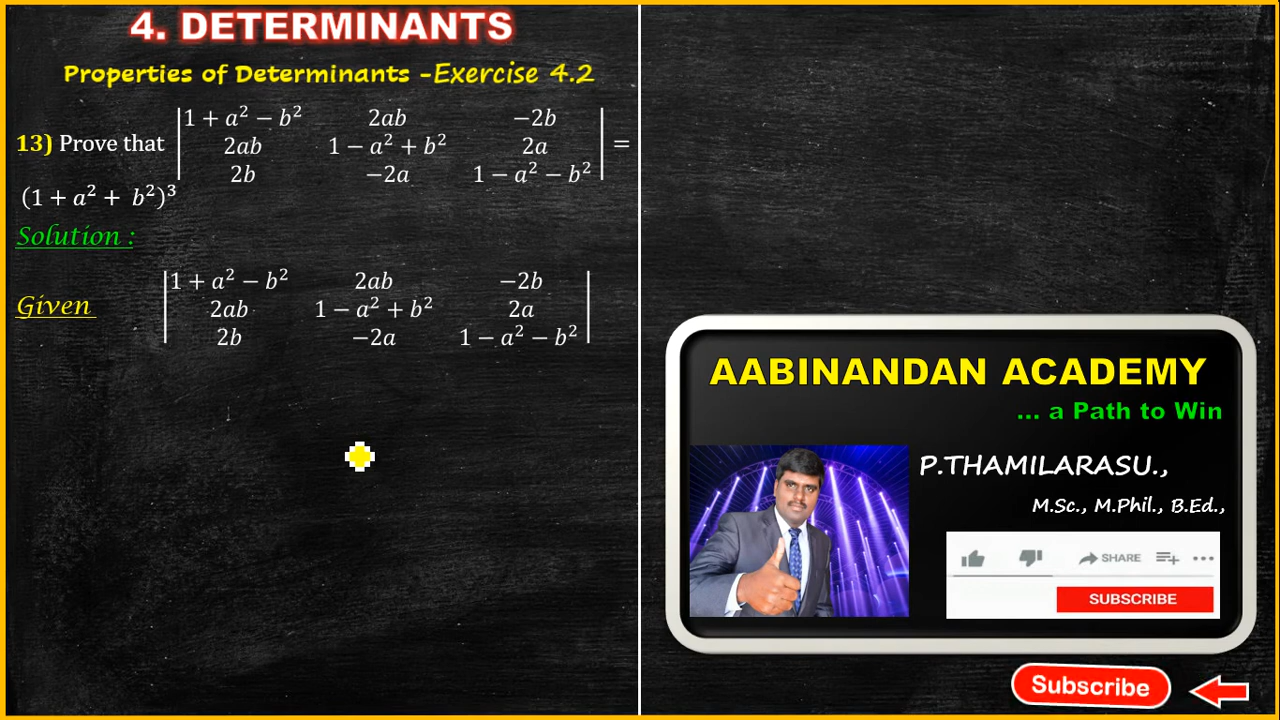 4. DETERMINANTS
Properties of Determinants -Exercise 4.2
13) Prove that |1 + a² − b² 2ab −2b|
|2ab 1 − a² + b² 2a| =
|2b −2a 1 − a² − b²|
(1 + a² + b²)³
Solution :
Given |1 + a² − b² 2ab −2b|
|2ab 1 − a² + b² 2a|
|2b −2a 1 − a² − b²|
AABINANDAN ACADEMY
... a Path to Win
P.THAMILARASU.,
M.Sc., M.Phil., B.Ed.,
SHARE
SUBSCRIBE
Subscribe